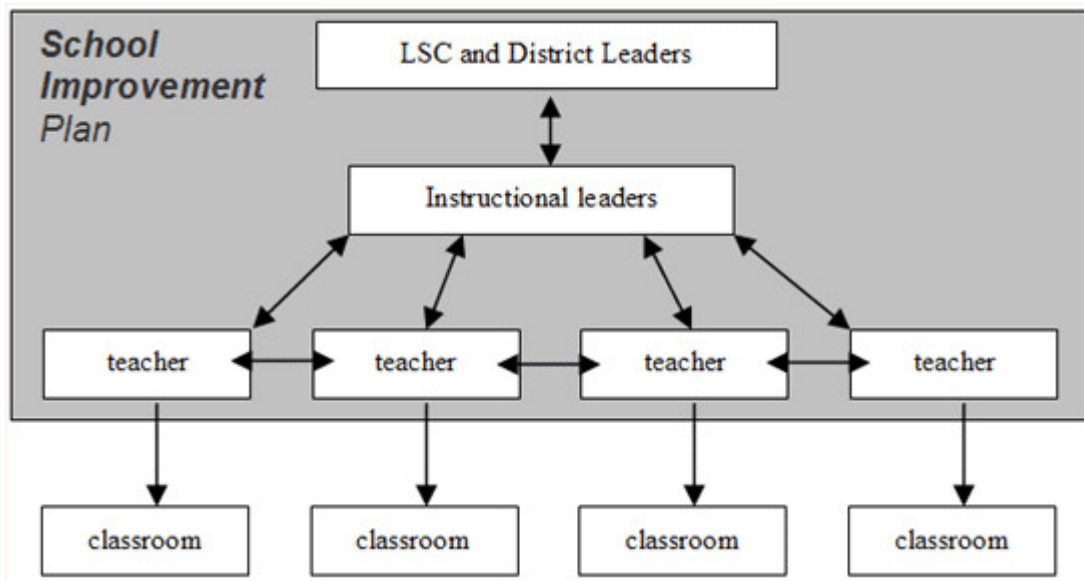 School
Improvement
Plan
LSC and District Leaders
Instructional leaders
teacher
teacher
teacher
teacher
classroom
classroom
classroom
classroom